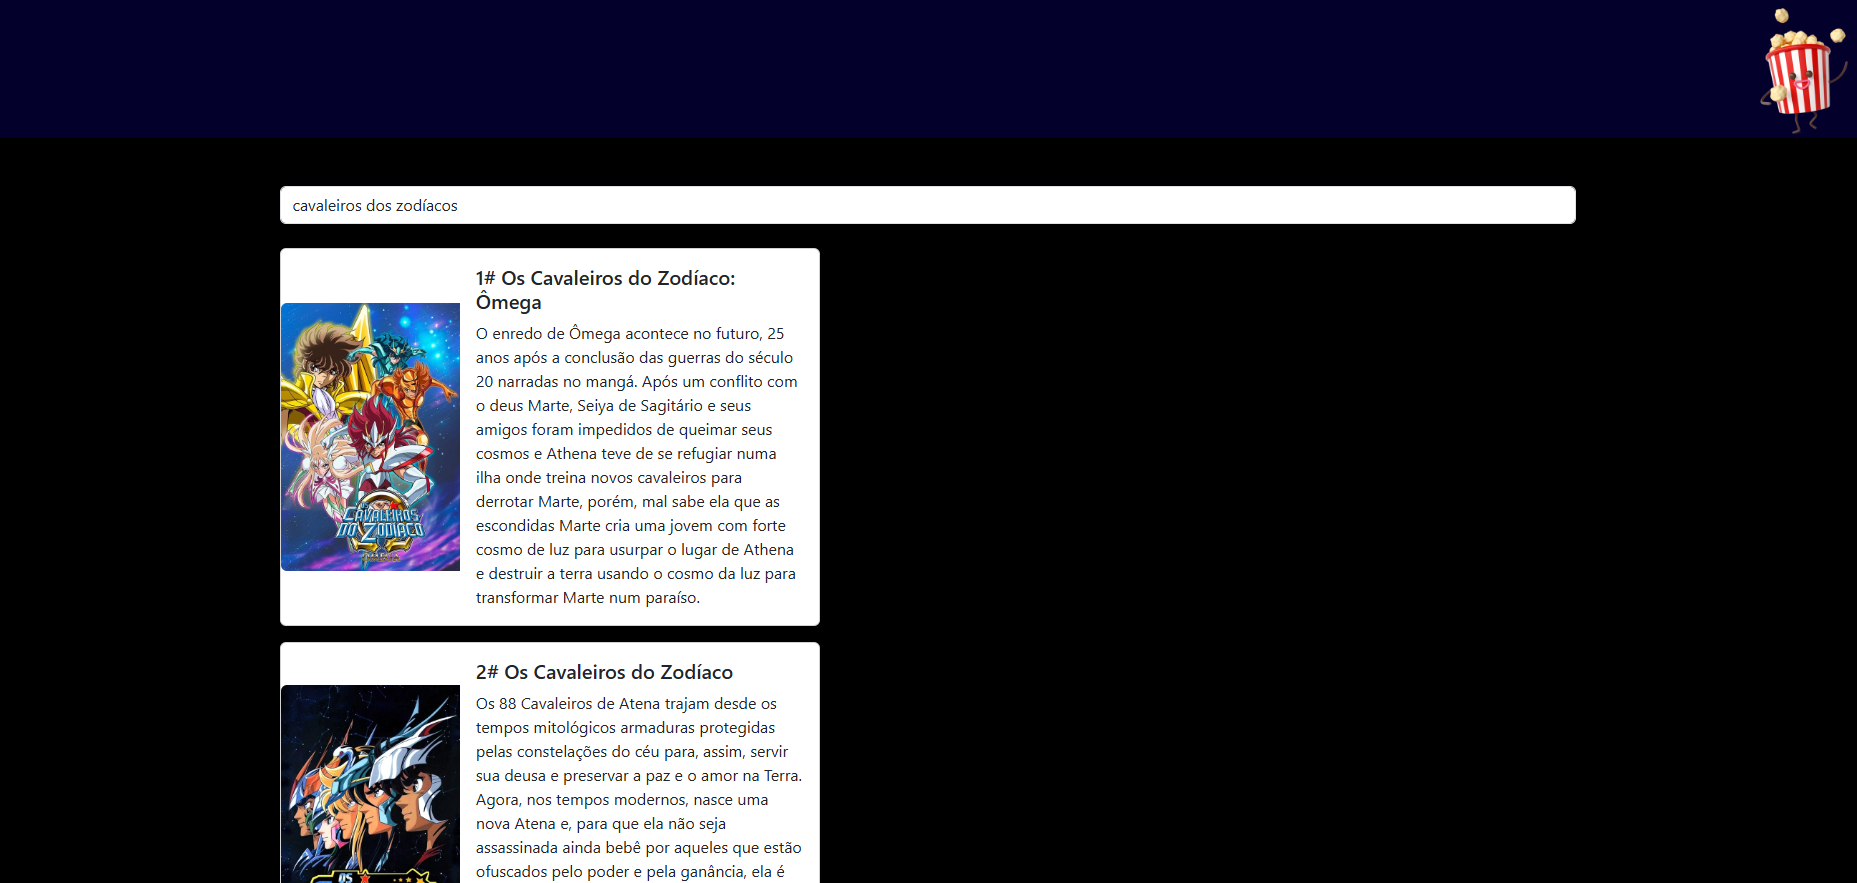 cavaleiros dos zodíacos
1# Os Cavaleiros do Zodíaco:
Ômega
O enredo de Ômega acontece no futuro, 25
anos após a conclusão das guerras do século
20 narradas no mangá. Após um conflito com
o deus Marte, Seiya de Sagitário e seus
amigos foram impedidos de queimar seus
cosmos e Athena teve de se refugiar numa
ilha onde treina novos cavaleiros para
derrotar Marte, porém, mal sabe ela que as
escondidas Marte cria uma jovem com forte
cosmo de luz para usurpar o lugar de Athena
e destruir a terra usando o cosmo da luz para
transformar Marte num paraíso.
CAVALEIROS
DO ZODÍACO
2# Os Cavaleiros do Zodíaco
Os 88 Cavaleiros de Atena trajam desde os
tempos mitológicos armaduras protegidas
pelas constelações do céu para, assim, servir
sua deusa e preservar a paz e o amor na Terra.
Agora, nos tempos modernos, nasce uma
nova Atena e, para que ela não seja
assassinada ainda bebê por aqueles que estão
ofuscados pelo poder e pela ganância, ela é
OS